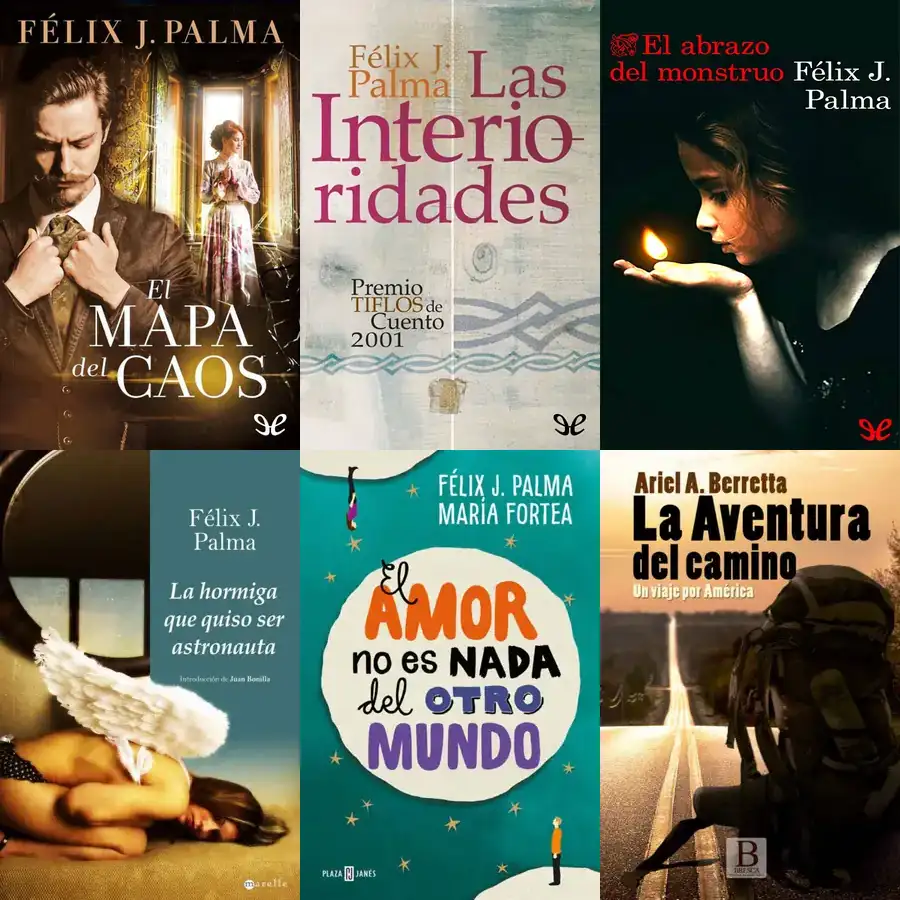 FÉLIX J. PALMA
El
MAPA
del CAOS
Félix J.
Palma
Las
Interio-
ridades
Premio
TIFLOS de
Cuento
2001
El abrazo
del monstruo
Félix J.
Palma
Félix J.
Palma
La hormiga
que quiso ser
astronauta
Introducción de Juan Bonilla
marelle
FÉLIX J. PALMA
MARÍA FORTEA
El
AMOR
no es NADA
del OTRO
MUNDO
PLAZA JANÉS
Ariel A. Berretta
La Aventura
del camino
Un viaje por América
B
BRESCA